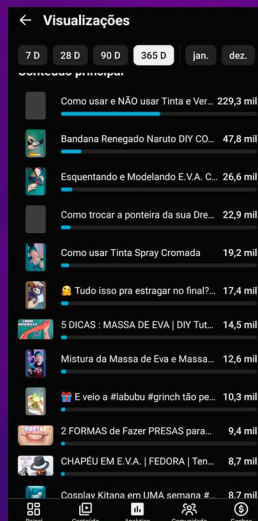 ← Visualizações
7 D 28 D 90 D 365 D jan. dez.
Conteúdo principal
Como usar e NÃO usar Tinta e Ver... 229,3 mil
Bandana Renegado Naruto DIY CO... 47,8 mil
Esquentando e Modelando E.V.A. C... 26,6 mil
Como trocar a ponteira da sua Dre... 22,9 mil
Como usar Tinta Spray Cromada 19,2 mil
🤷 Tudo isso pra estragar no final?... 17,4 mil
5 DICAS : MASSA DE EVA | DIY Tut... 14,5 mil
Mistura da Massa de Eva e Massa... 12,6 mil
🎁 E veio a #labubu #grinch tão pe... 10,3 mil
2 FORMAS de Fazer PRESAS para... 9,4 mil
CHAPÉU EM E.V.A. | FEDORA | Ten... 8,7 mil
Cosplay Kitana em UMA semana #... 8,7 mil
Painel Conteúdo Analytics Comunidade Ganhar